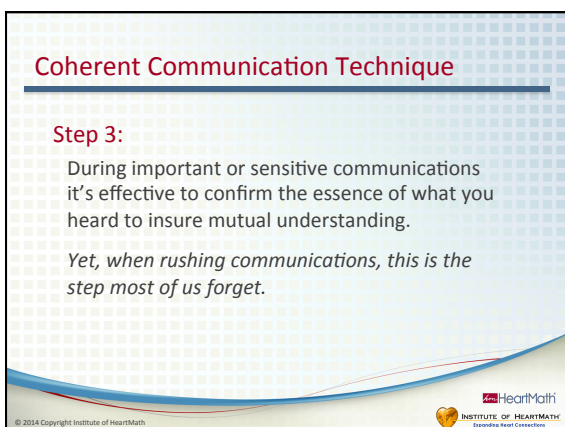 Coherent Communication Technique
Step 3:
During important or sensitive communications
it's effective to confirm the essence of what you
heard to insure mutual understanding.
Yet, when rushing communications, this is the
step most of us forget.
hm HeartMath®
© 2014 Copyright Institute of HeartMath
INSTITUTE OF HEARTMATH®
Expanding Heart Connections